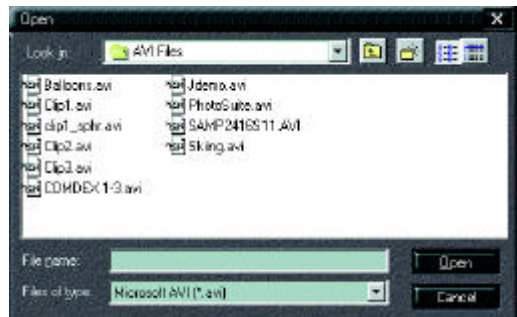 Open
Look in:
AVI Files
Balloons.avi
Clip1.avi
clip1_sphr.avi
Clip2.avi
Clip3.avi
COMDEX 1-3.avi
Jdemo.avi
PhotoSuite.avi
SAMP2416S11.AVI
Skiing.avi
File name:
Open
Files of type:
Microsoft AVI (*.avi)
Cancel